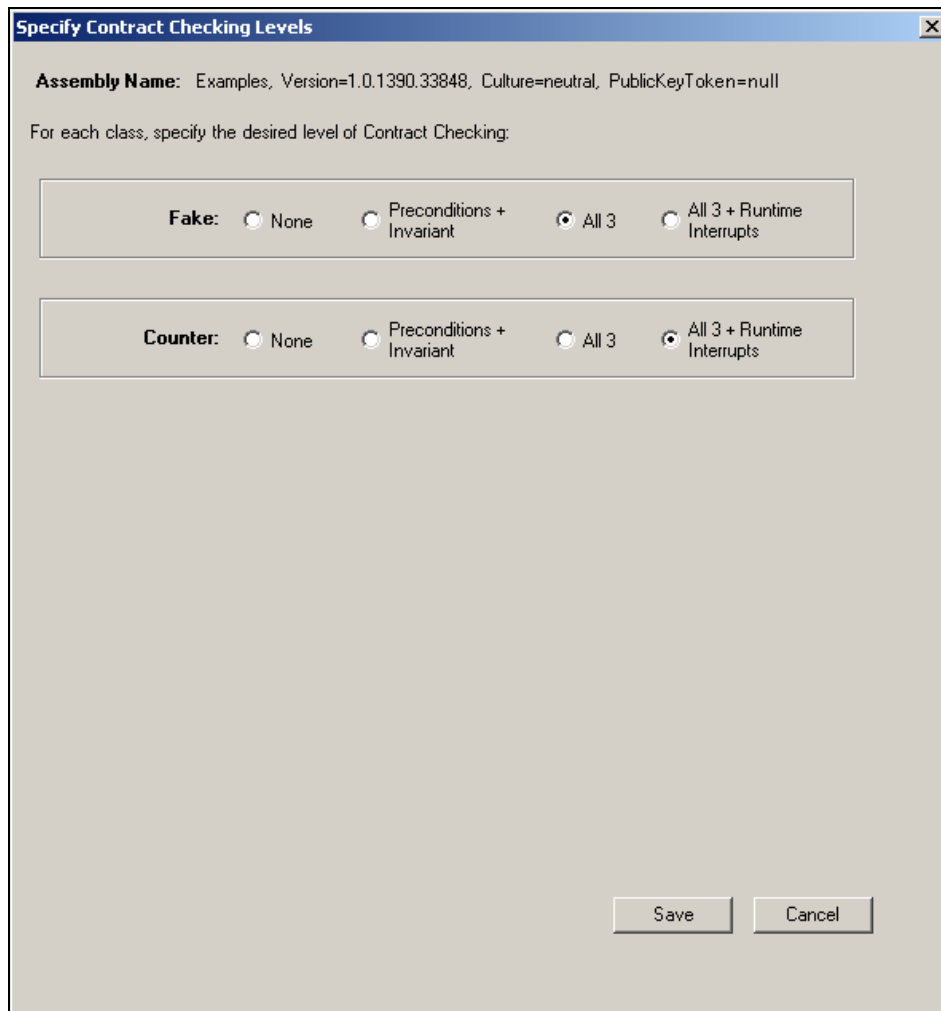 Specify Contract Checking Levels
Assembly Name: Examples, Version=1.0.1390.33848, Culture=neutral, PublicKeyToken=null
For each class, specify the desired level of Contract Checking:
Fake: None Preconditions + Invariant All 3 All 3 + Runtime Interrupts
Counter: None Preconditions + Invariant All 3 All 3 + Runtime Interrupts
Save Cancel